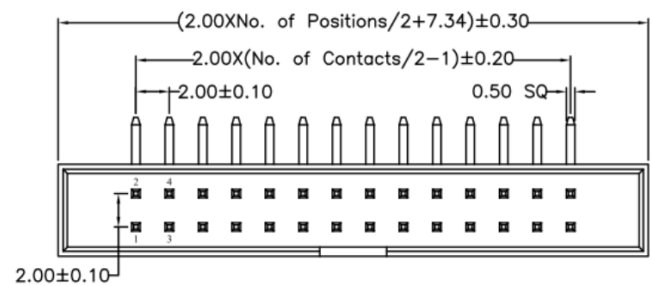 (2.00XNo. of Positions/2+7.34)±0.30
2.00X(No. of Contacts/2-1)±0.20
2.00±0.10
0.50 SQ
2 4
1 3
2.00±0.10